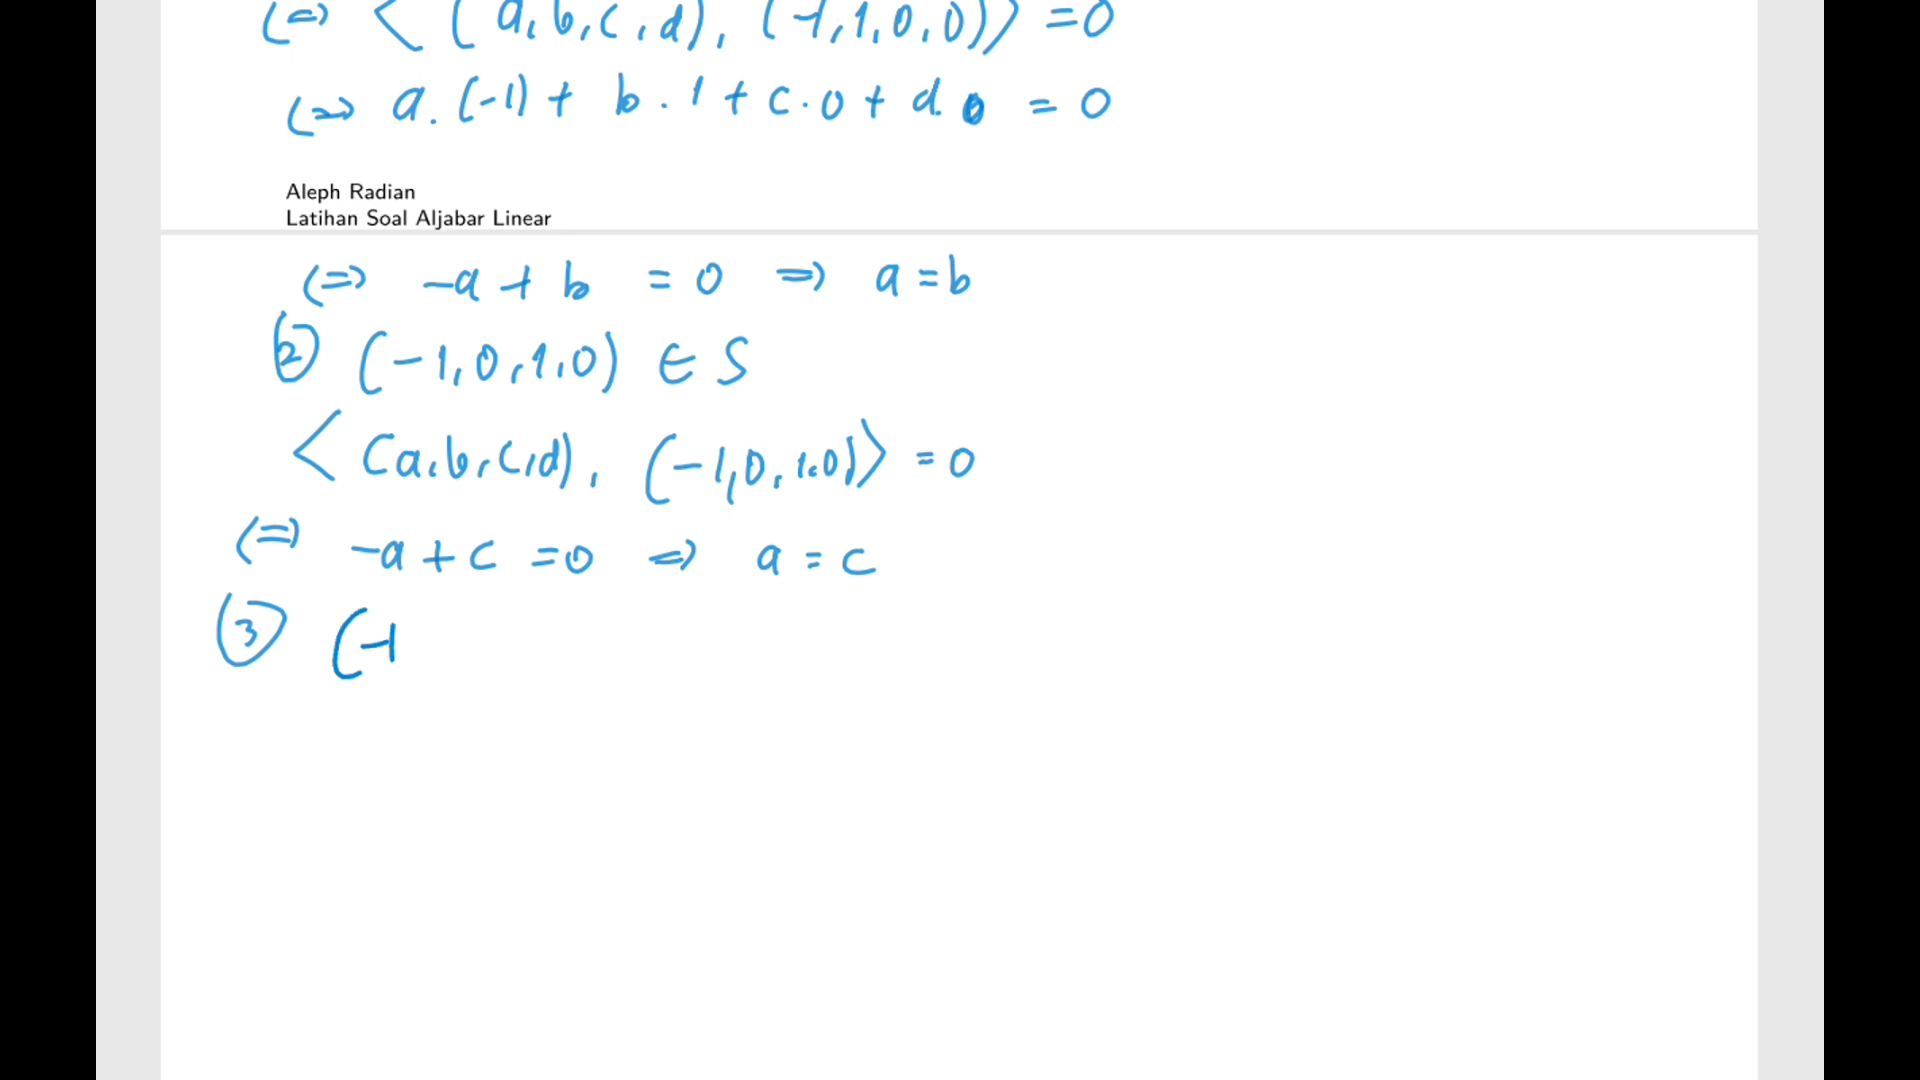 (=) < (a,b,c,d), (-1,1,0,0)> =0
(=) a.(-1) + b.1 + c.0 + d.0 = 0
Aleph Radian
Latihan Soal Aljabar Linear
(=) -a + b = 0 => a = b
(2) (-1,0,1,0) ∈ S
< (a,b,c,d), (-1,0,1,0)> = 0
(=) -a + c = 0 => a = c
(3) (-1